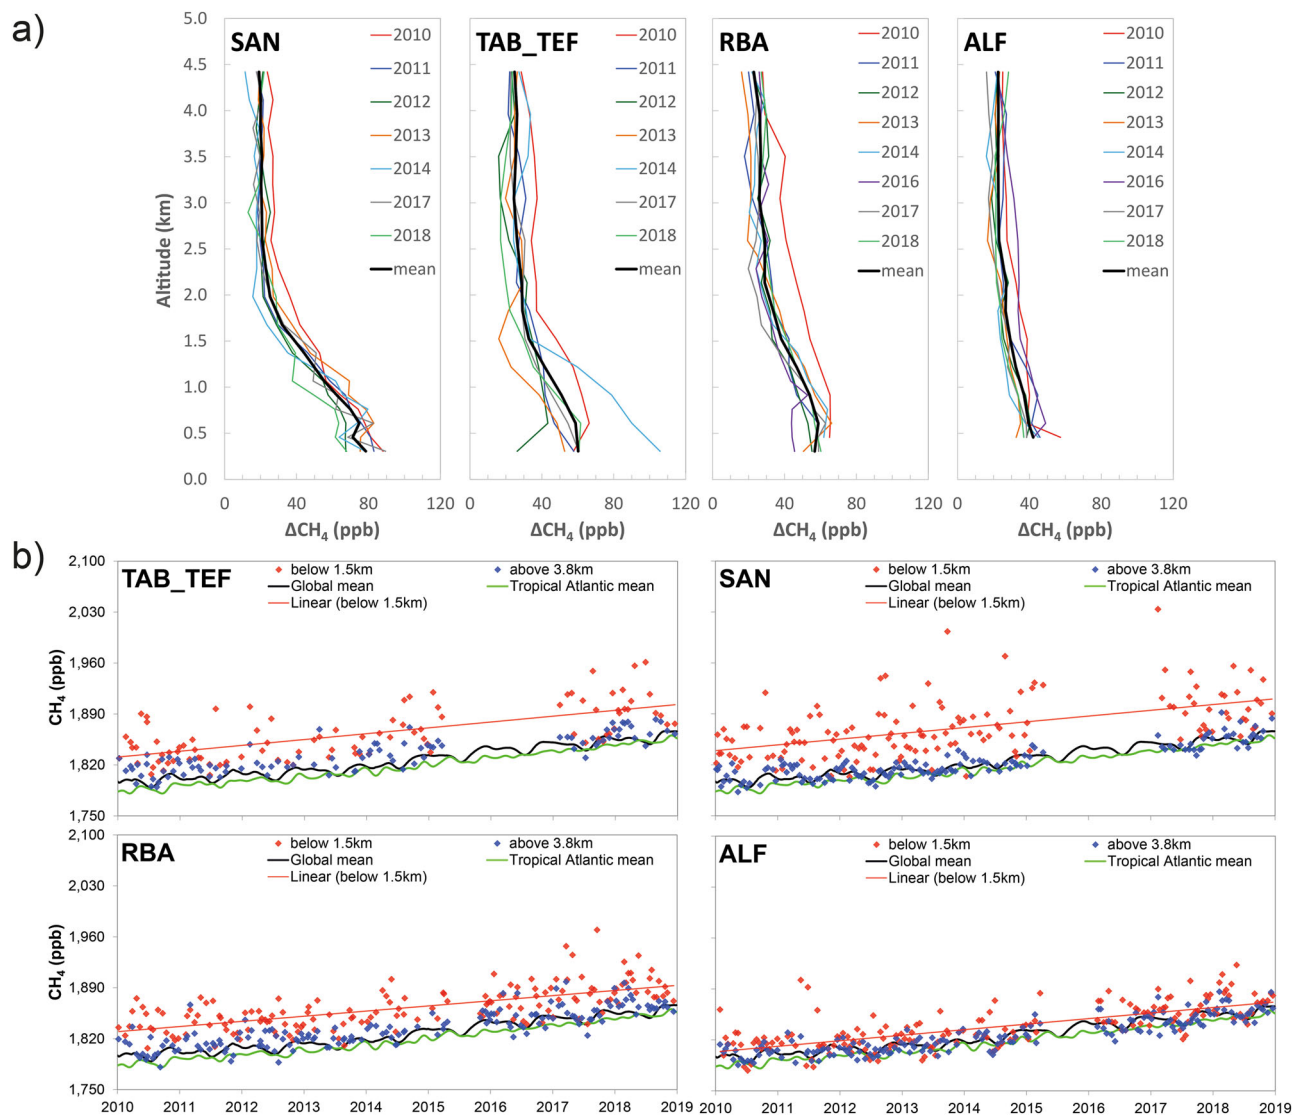 a)
SAN
TAB_TEF
RBA
ALF
5.0
4.5
4.0
3.5
3.0
2.5
2.0
1.5
1.0
0.5
0.0
Altitude (km)
2010
2011
2012
2013
2014
2017
2018
mean
2010
2011
2012
2013
2014
2017
2018
mean
2010
2011
2012
2013
2014
2016
2017
2018
mean
2010
2011
2012
2013
2014
2016
2017
2018
mean
0 40 80 120
0 40 80 120
0 40 80 120
0 40 80 120
ΔCH₄ (ppb)
ΔCH₄ (ppb)
ΔCH₄ (ppb)
ΔCH₄ (ppb)
b)
TAB_TEF
below 1.5km above 3.8km
Global mean Tropical Atlantic mean
Linear (below 1.5km)
2,100
2,030
1,960
1,890
1,820
1,750
CH₄ (ppb)
SAN
below 1.5km above 3.8km
Global mean Tropical Atlantic mean
Linear (below 1.5km)
RBA
below 1.5km above 3.8km
Global mean Tropical Atlantic mean
Linear (below 1.5km)
2,100
2,030
1,960
1,890
1,820
1,750
CH₄ (ppb)
2010 2011 2012 2013 2014 2015 2016 2017 2018 2019
ALF
below 1.5km above 3.8km
Global mean Tropical Atlantic mean
Linear (below 1.5km)
2010 2011 2012 2013 2014 2015 2016 2017 2018 2019